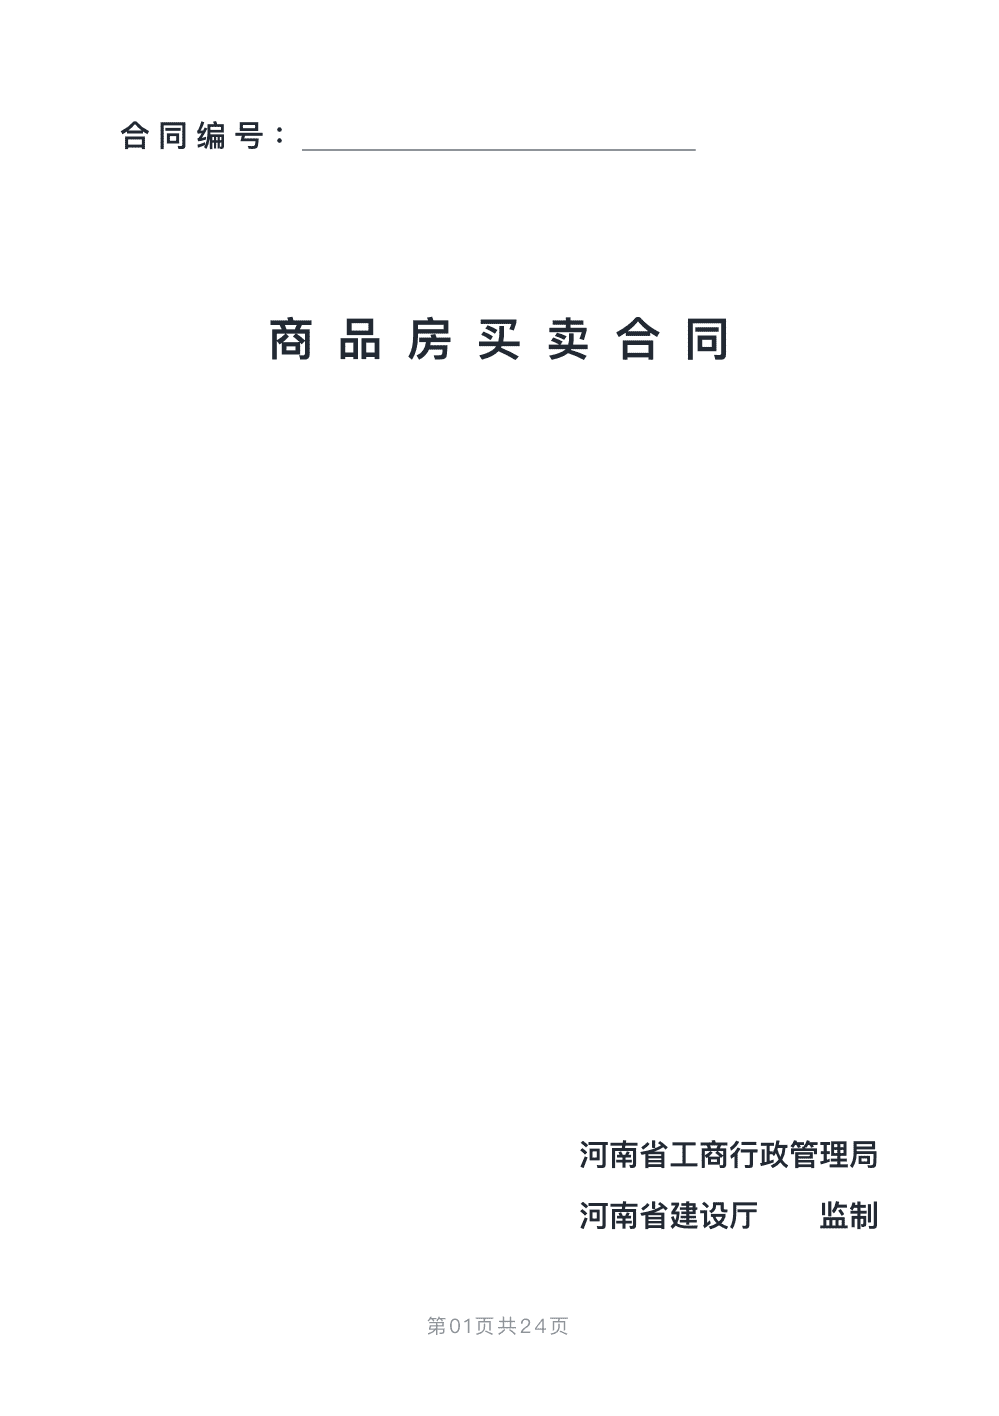 合同编号：
商品房买卖合同
河南省工商行政管理局
河南省建设厅　　监制
第01页共24页